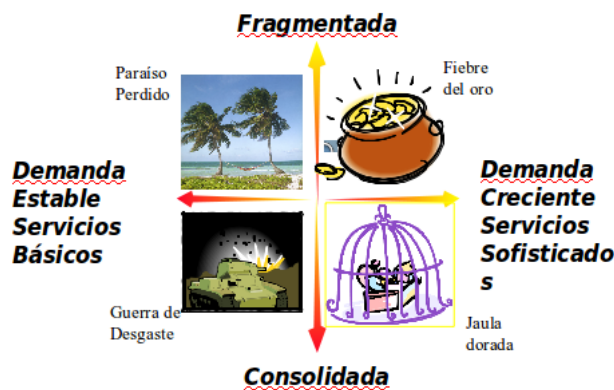 Fragmentada
Paraíso
Perdido
Fiebre
del oro
Demanda
Estable
Servicios
Básicos
Demanda
Creciente
Servicios
Sofisticado
s
Guerra de
Desgaste
Jaula
dorada
Consolidada